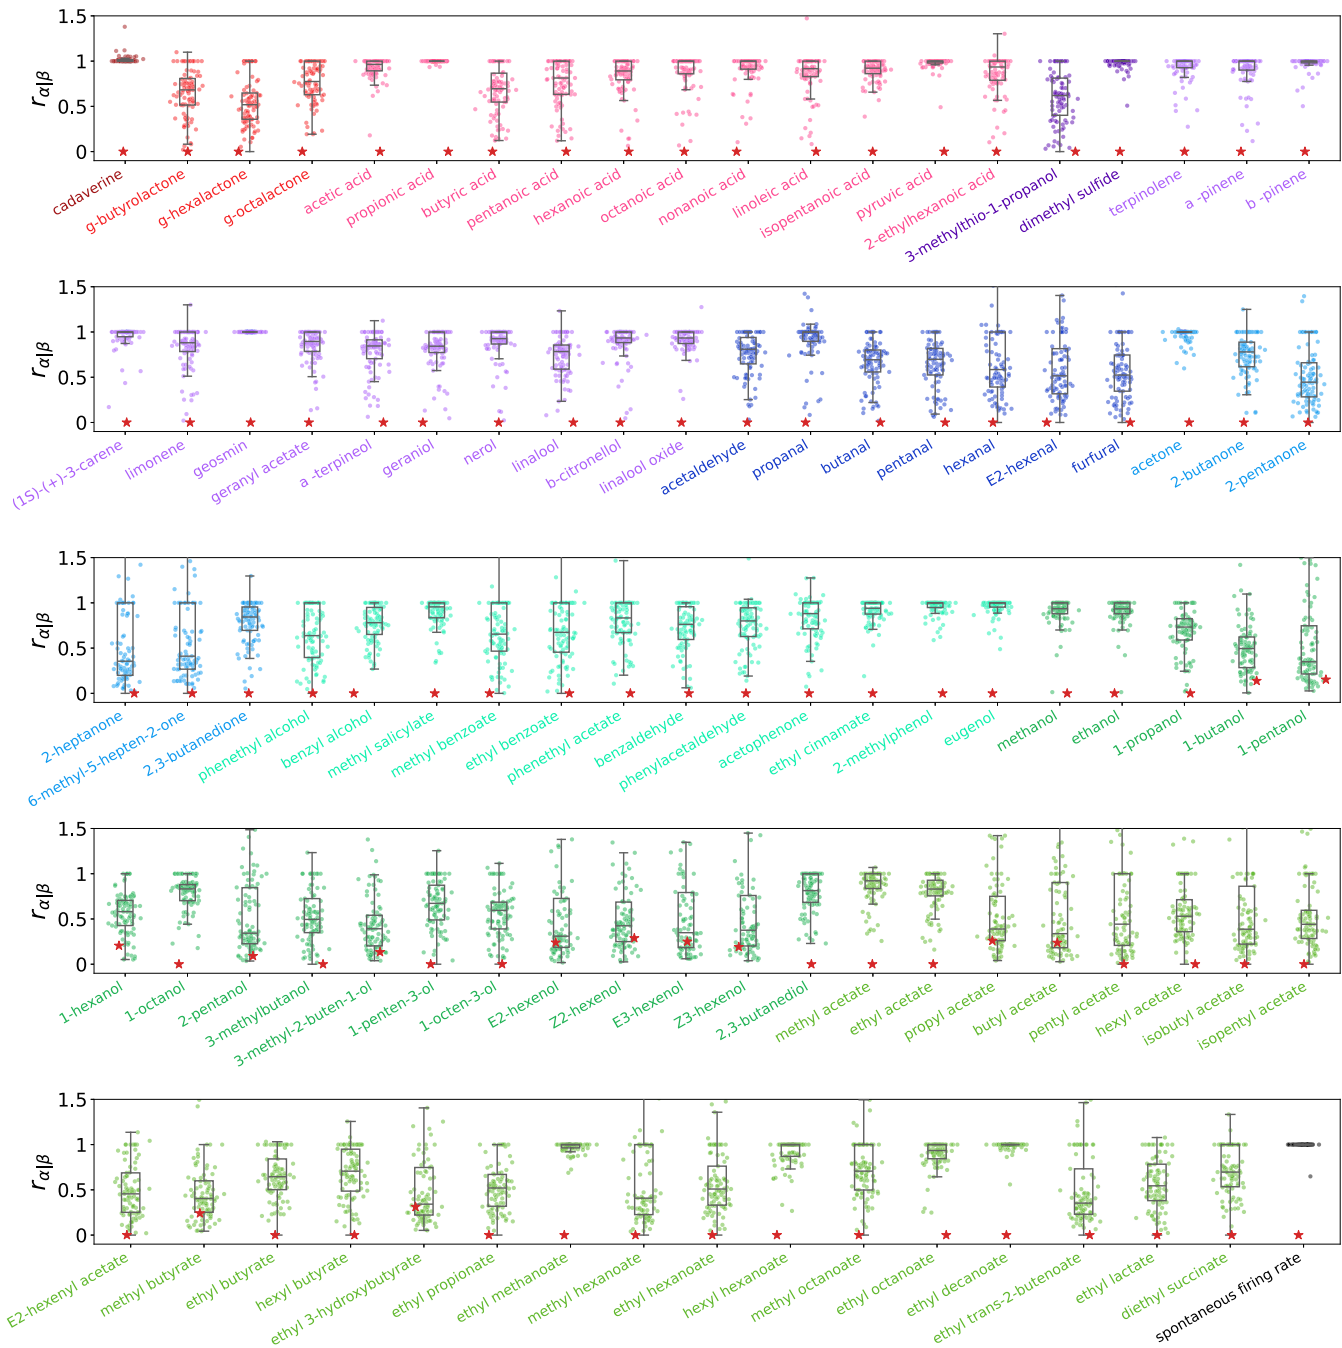 1.5
1
0.5
0
r α|β
cadaverine
g-butyrolactone
g-hexalactone
g-octalactone
acetic acid
propionic acid
butyric acid
pentanoic acid
hexanoic acid
octanoic acid
nonanoic acid
linoleic acid
isopentanoic acid
pyruvic acid
2-ethylhexanoic acid
3-methylthio-1-propanol
dimethyl sulfide
terpinolene
a -pinene
b -pinene
1.5
1
0.5
0
r α|β
(1S)-(+)-3-carene
limonene
geosmin
geranyl acetate
a -terpineol
geraniol
nerol
linalool
b-citronellol
linalool oxide
acetaldehyde
propanal
butanal
pentanal
hexanal
E2-hexenal
furfural
acetone
2-butanone
2-pentanone
1.5
1
0.5
0
r α|β
2-heptanone
6-methyl-5-hepten-2-one
2,3-butanedione
phenethyl alcohol
benzyl alcohol
methyl salicylate
methyl benzoate
ethyl benzoate
phenethyl acetate
benzaldehyde
phenylacetaldehyde
acetophenone
ethyl cinnamate
2-methylphenol
eugenol
methanol
ethanol
1-propanol
1-butanol
1-pentanol
1.5
1
0.5
0
r α|β
1-hexanol
1-octanol
2-pentanol
3-methylbutanol
3-methyl-2-buten-1-ol
1-penten-3-ol
1-octen-3-ol
E2-hexenol
Z2-hexenol
E3-hexenol
Z3-hexenol
2,3-butanediol
methyl acetate
ethyl acetate
propyl acetate
butyl acetate
pentyl acetate
hexyl acetate
isobutyl acetate
isopentyl acetate
1.5
1
0.5
0
r α|β
E2-hexenyl acetate
methyl butyrate
ethyl butyrate
hexyl butyrate
ethyl 3-hydroxybutyrate
ethyl propionate
ethyl methanoate
methyl hexanoate
ethyl hexanoate
hexyl hexanoate
methyl octanoate
ethyl octanoate
ethyl decanoate
ethyl trans-2-butenoate
ethyl lactate
diethyl succinate
spontaneous firing rate